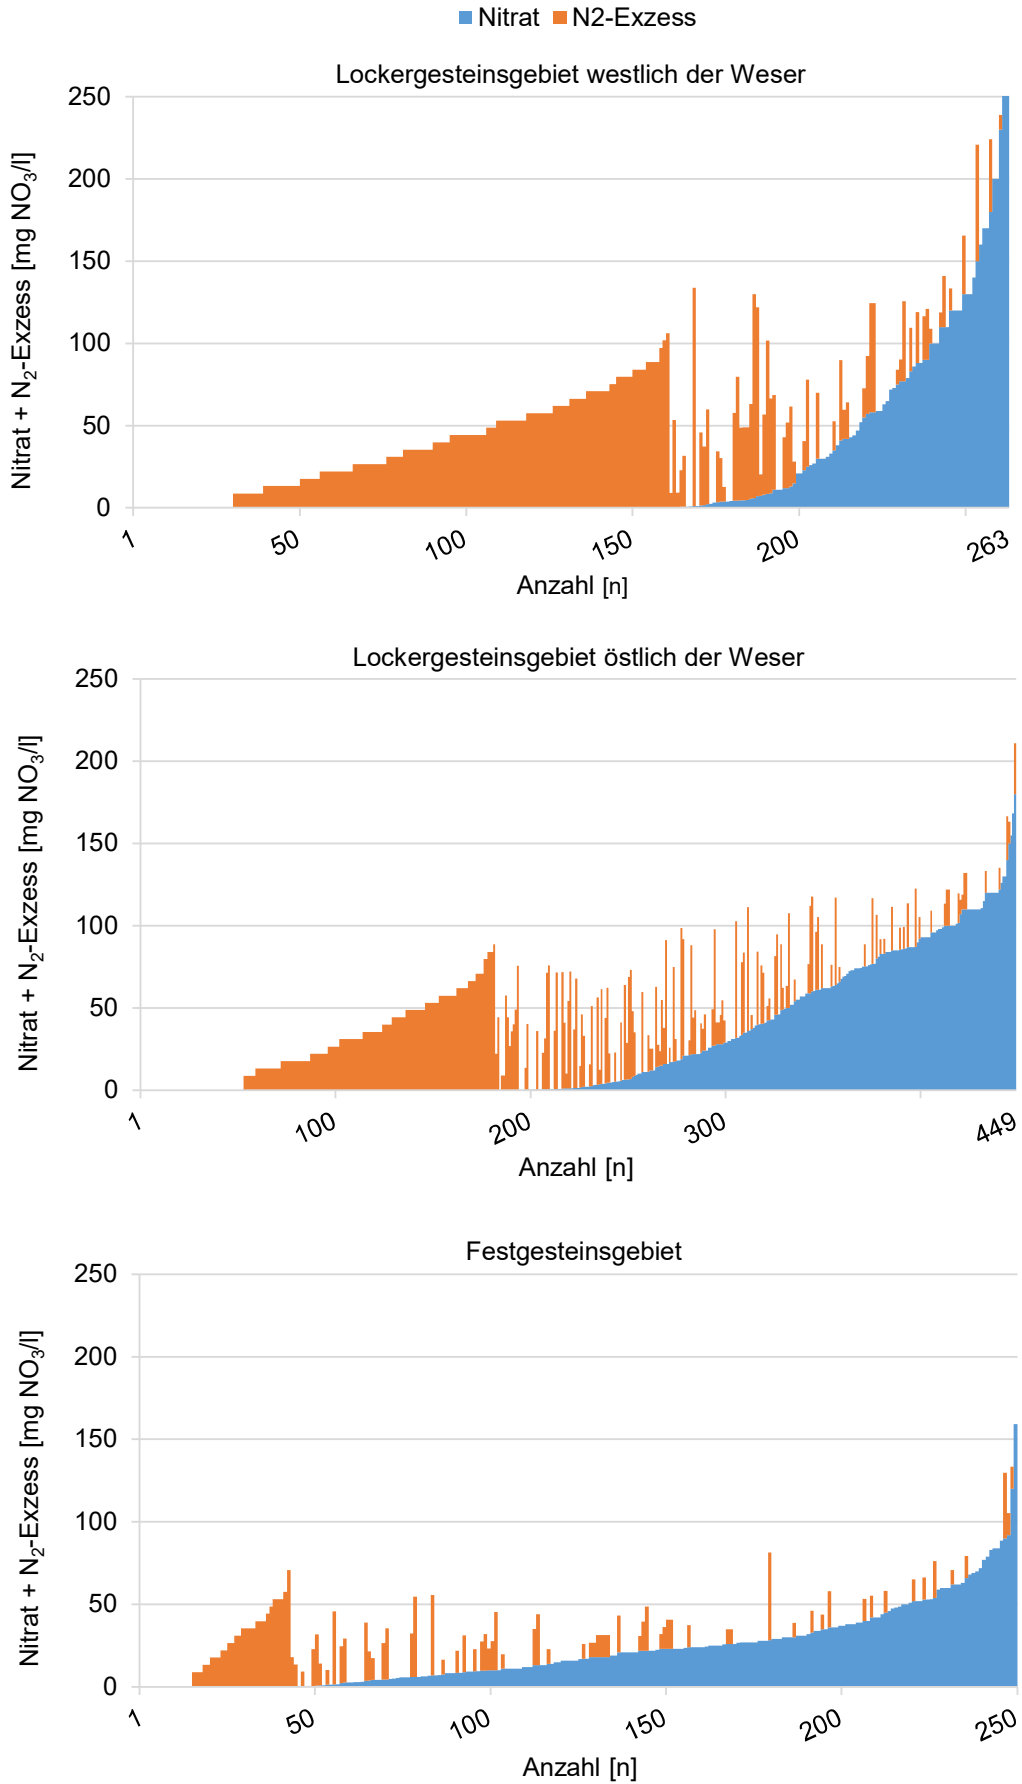 Nitrat N2-Exzess
Lockergesteinsgebiet westlich der Weser
Nitrat + N₂-Exzess [mg NO₃/l]
250
200
150
100
50
0
1 50 100 150 200 263
Anzahl [n]
Lockergesteinsgebiet östlich der Weser
Nitrat + N₂-Exzess [mg NO₃/l]
250
200
150
100
50
0
1 100 200 300 449
Anzahl [n]
Festgesteinsgebiet
Nitrat + N₂-Exzess [mg NO₃/l]
250
200
150
100
50
0
1 50 100 150 200 250
Anzahl [n]